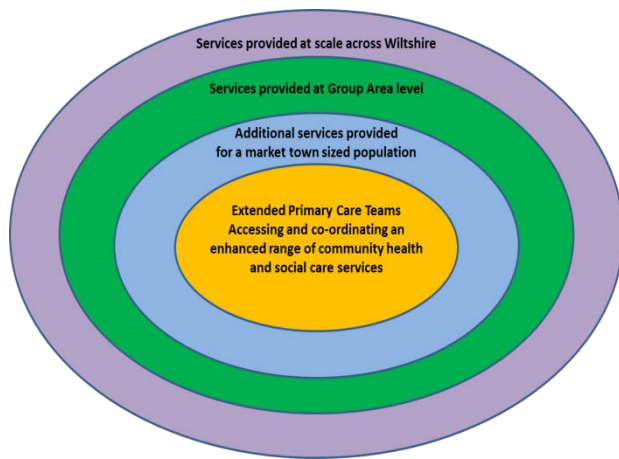 Services provided at scale across Wiltshire
Services provided at Group Area level
Additional services provided
for a market town sized population
Extended Primary Care Teams
Accessing and co-ordinating an
enhanced range of community health
and social care services